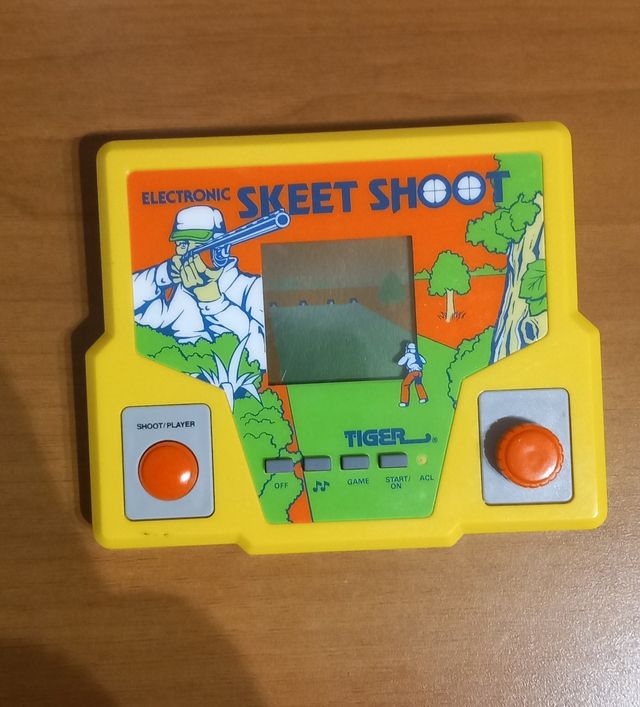 ELECTRONIC SKEET SHOOT
SHOOT/PLAYER
TIGER®
OFF
♫
GAME
START/
ON
ACL